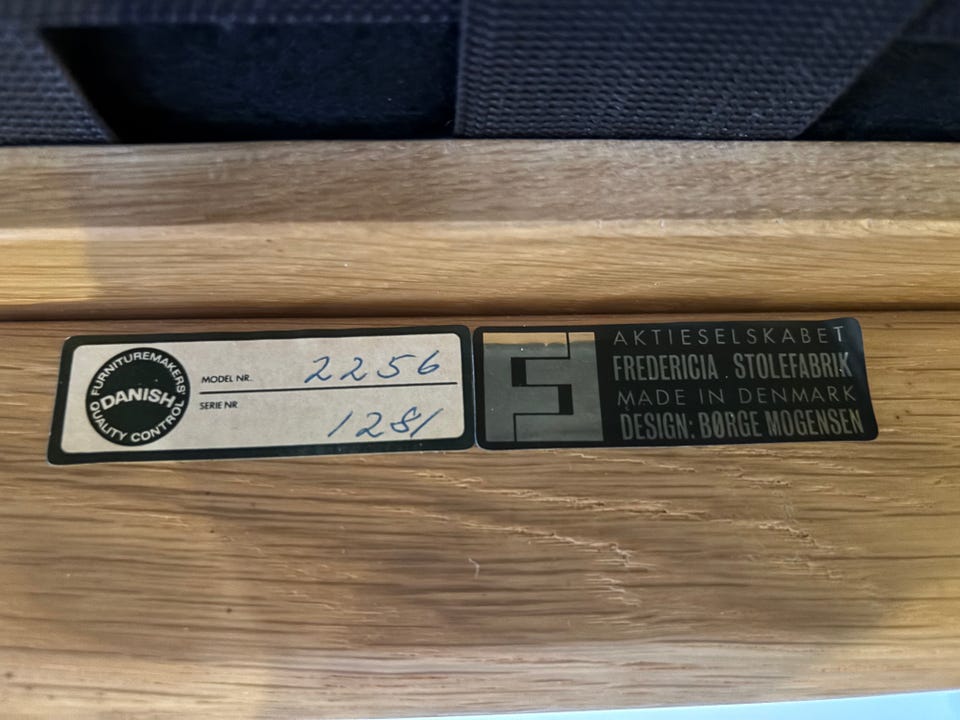 FURNITUREMAKERS'
DANISH
QUALITY CONTROL
MODEL NR. 2256
SERIE NR 1281
FS
AKTIESELSKABET
FREDERICIA . STOLEFABRIK
MADE IN DENMARK
DESIGN: BØRGE MOGENSEN